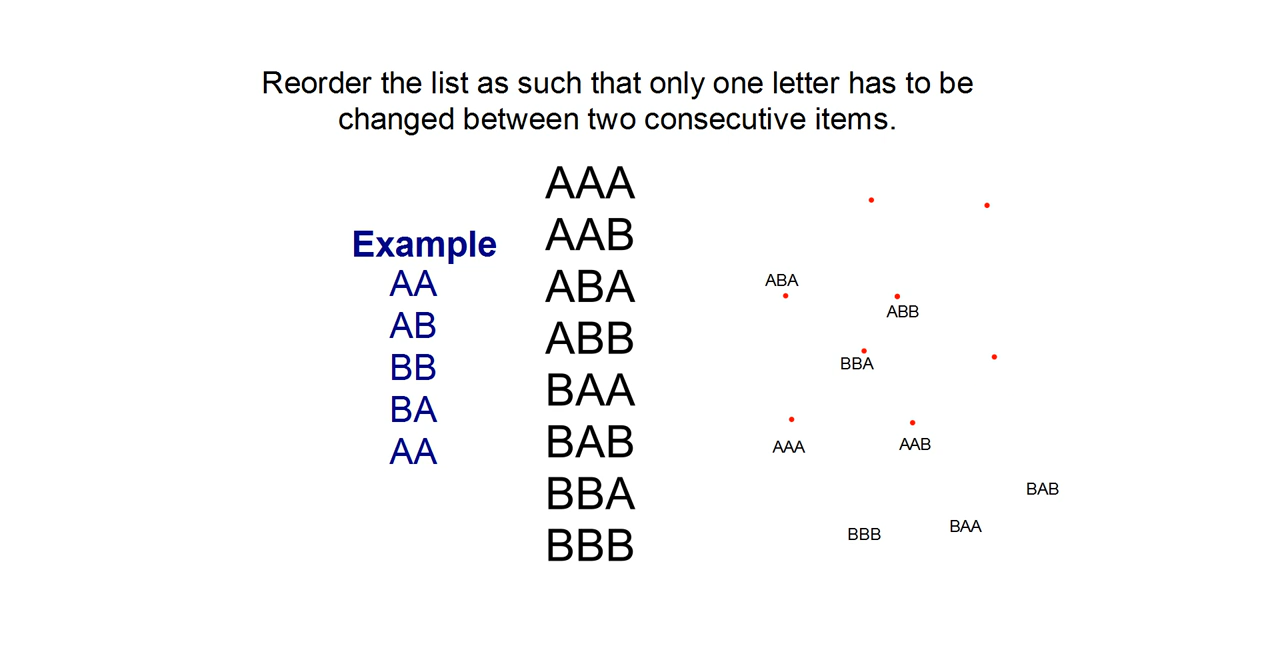 Reorder the list as such that only one letter has to be
changed between two consecutive items.
Example
AA
AB
BB
BA
AA
AAA
AAB
ABA
ABB
BAA
BAB
BBA
BBB
ABA
ABB
BBA
AAA
AAB
BAB
BAA
BBB